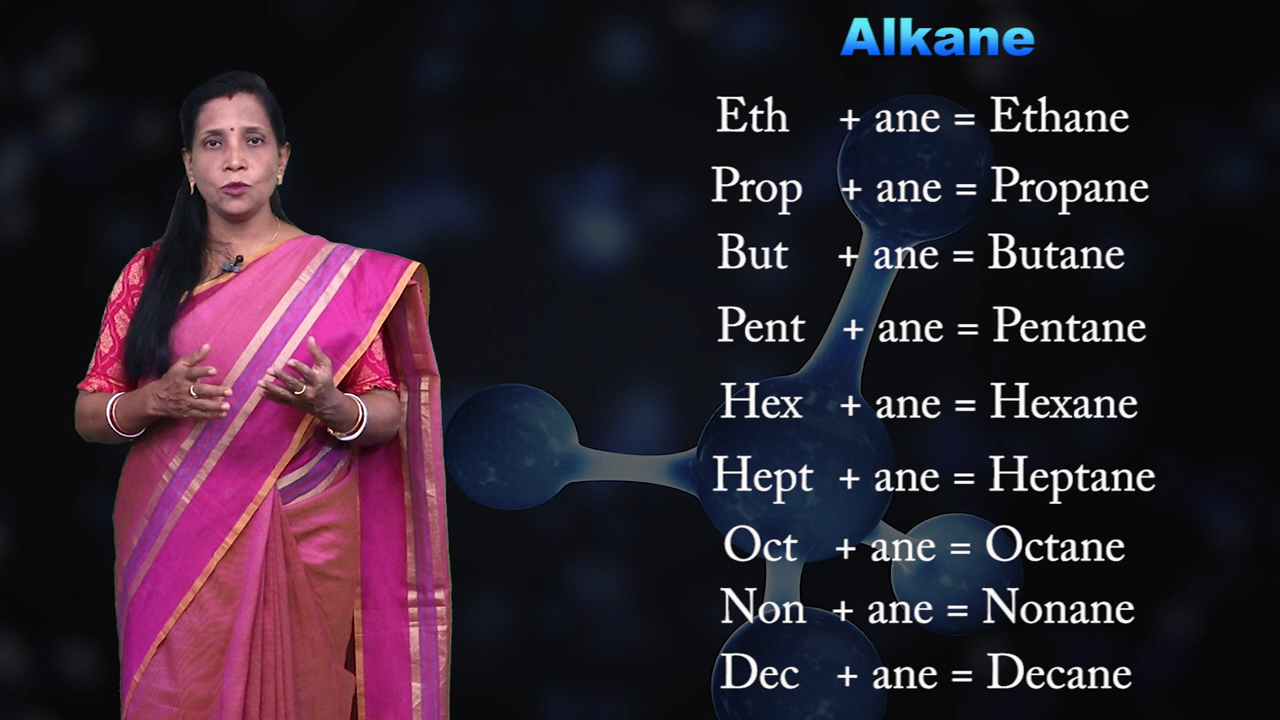 Alkane
Eth + ane = Ethane
Prop + ane = Propane
But + ane = Butane
Pent + ane = Pentane
Hex + ane = Hexane
Hept + ane = Heptane
Oct + ane = Octane
Non + ane = Nonane
Dec + ane = Decane